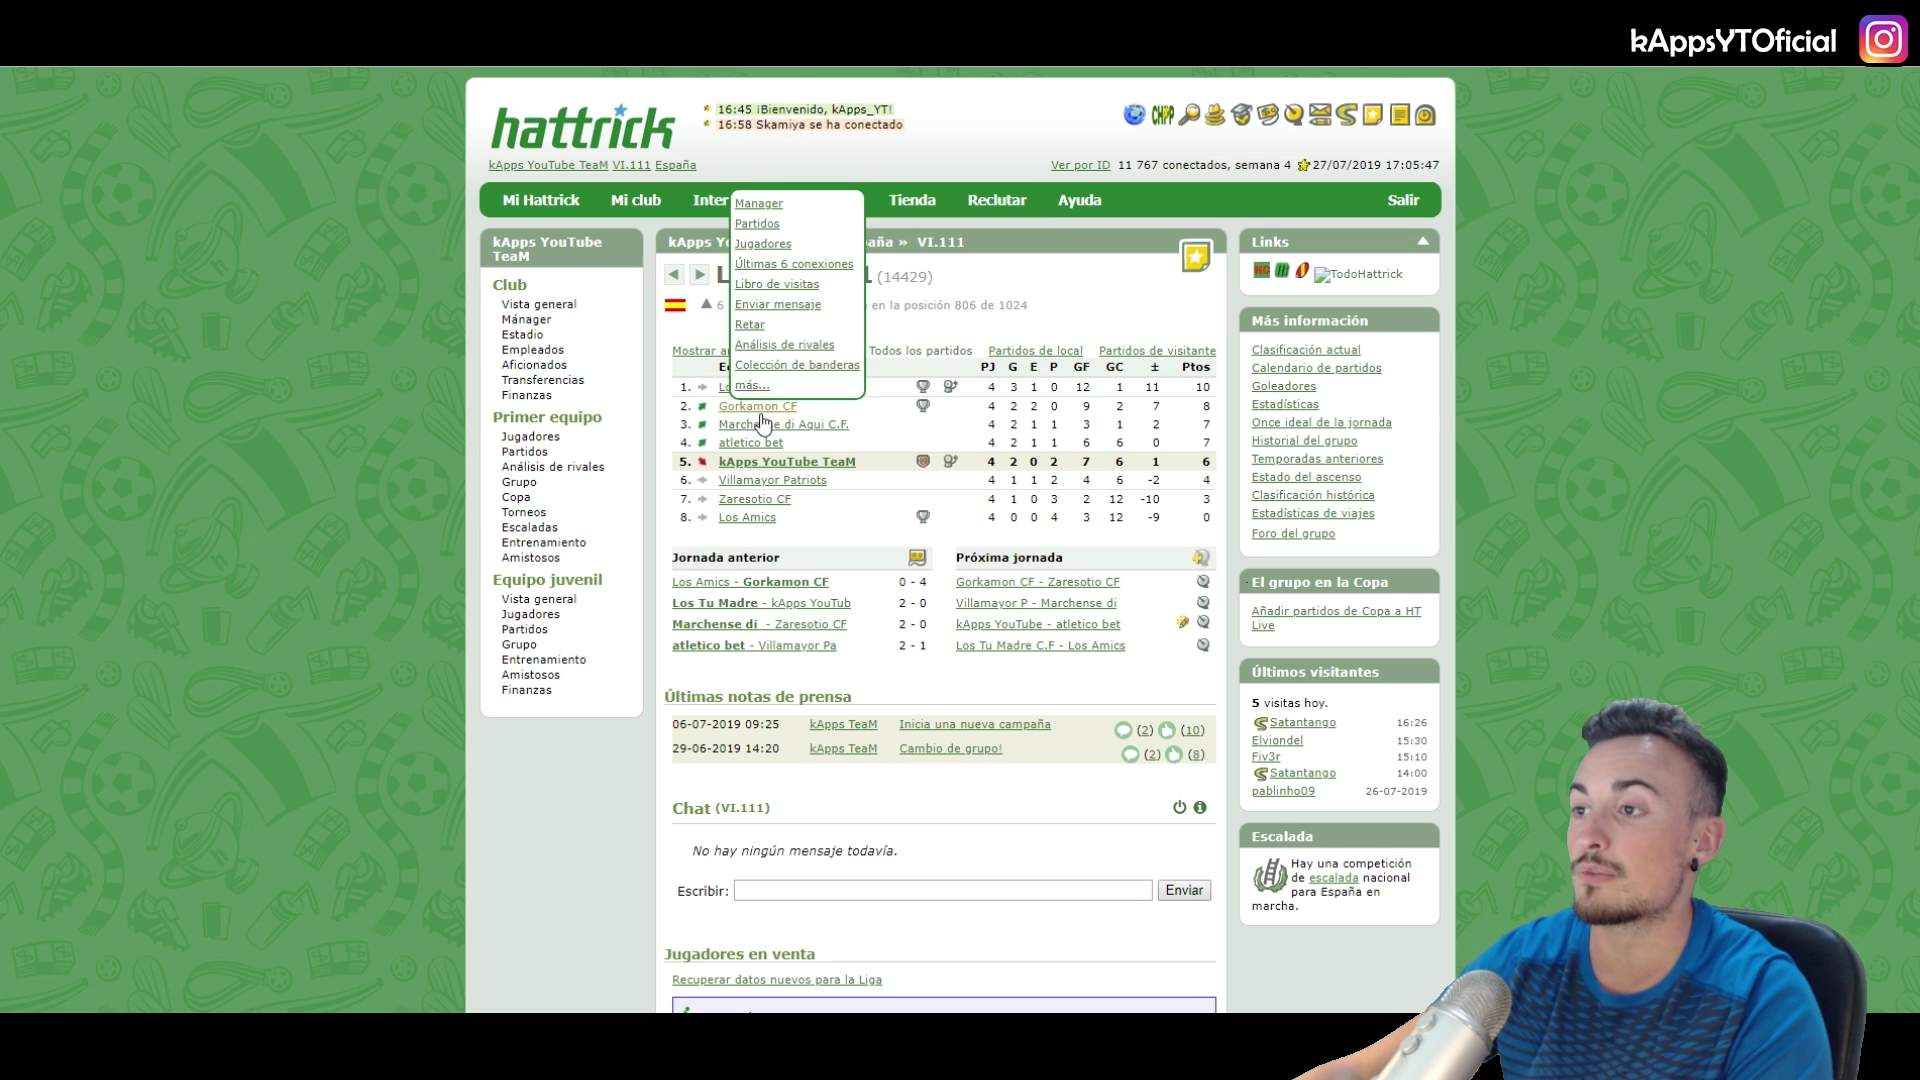 kAppsYTOficial
hattrick
16:45 ¡Bienvenido, kApps_YT!
16:58 Skamiya se ha conectado
CHPP
kApps YouTube TeaM VI.111 España
Ver por ID 11 767 conectados, semana 4 27/07/2019 17:05:47
Mi Hattrick Mi club Inter Tienda Reclutar Ayuda Salir
Manager
Partidos
Jugadores
Últimas 6 conexiones
Libro de visitas
Enviar mensaje
Retar
Análisis de rivales
Colección de banderas
más...
kApps YouTube
TeaM
Club
Vista general
Mánager
Estadio
Empleados
Aficionados
Transferencias
Finanzas
Primer equipo
Jugadores
Partidos
Análisis de rivales
Grupo
Copa
Torneos
Escaladas
Entrenamiento
Amistosos
Equipo juvenil
Vista general
Jugadores
Partidos
Grupo
Entrenamiento
Amistosos
Finanzas
kApps Yo aña » VI.111
(14429)
6 en la posición 806 de 1024
Mostrar a Todos los partidos Partidos de local Partidos de visitante
PJ G E P GF GC ± Ptos
1. Lo 4 3 1 0 12 1 11 10
2. Gorkamon CF 4 2 2 0 9 2 7 8
3. Marchense di Aqui C.F. 4 2 1 1 3 1 2 7
4. atletico bet 4 2 1 1 6 6 0 7
5. kApps YouTube TeaM 4 2 0 2 7 6 1 6
6. Villamayor Patriots 4 1 1 2 4 6 -2 4
7. Zaresotio CF 4 1 0 3 2 12 -10 3
8. Los Amics 4 0 0 4 3 12 -9 0
Jornada anterior
Los Amics - Gorkamon CF 0 - 4
Los Tu Madre - kApps YouTub 2 - 0
Marchense di - Zaresotio CF 2 - 0
atletico bet - Villamayor Pa 2 - 1
Próxima jornada
Gorkamon CF - Zaresotio CF
Villamayor P - Marchense di
kApps YouTube - atletico bet
Los Tu Madre C.F - Los Amics
Últimas notas de prensa
06-07-2019 09:25 kApps TeaM Inicia una nueva campaña (2) (10)
29-06-2019 14:20 kApps TeaM Cambio de grupo! (2) (8)
Chat (VI.111)
No hay ningún mensaje todavía.
Escribir: Enviar
Jugadores en venta
Recuperar datos nuevos para la Liga
Links
HG TodoHattrick
Más información
Clasificación actual
Calendario de partidos
Goleadores
Estadísticas
Once ideal de la jornada
Historial del grupo
Temporadas anteriores
Estado del ascenso
Clasificación histórica
Estadísticas de viajes
Foro del grupo
El grupo en la Copa
Añadir partidos de Copa a HT
Live
Últimos visitantes
5 visitas hoy.
Satantango 16:26
Elviondel 15:30
Fiv3r 15:10
Satantango 14:00
pablinho09 26-07-2019
Escalada
Hay una competición
de escalada nacional
para España en
marcha.